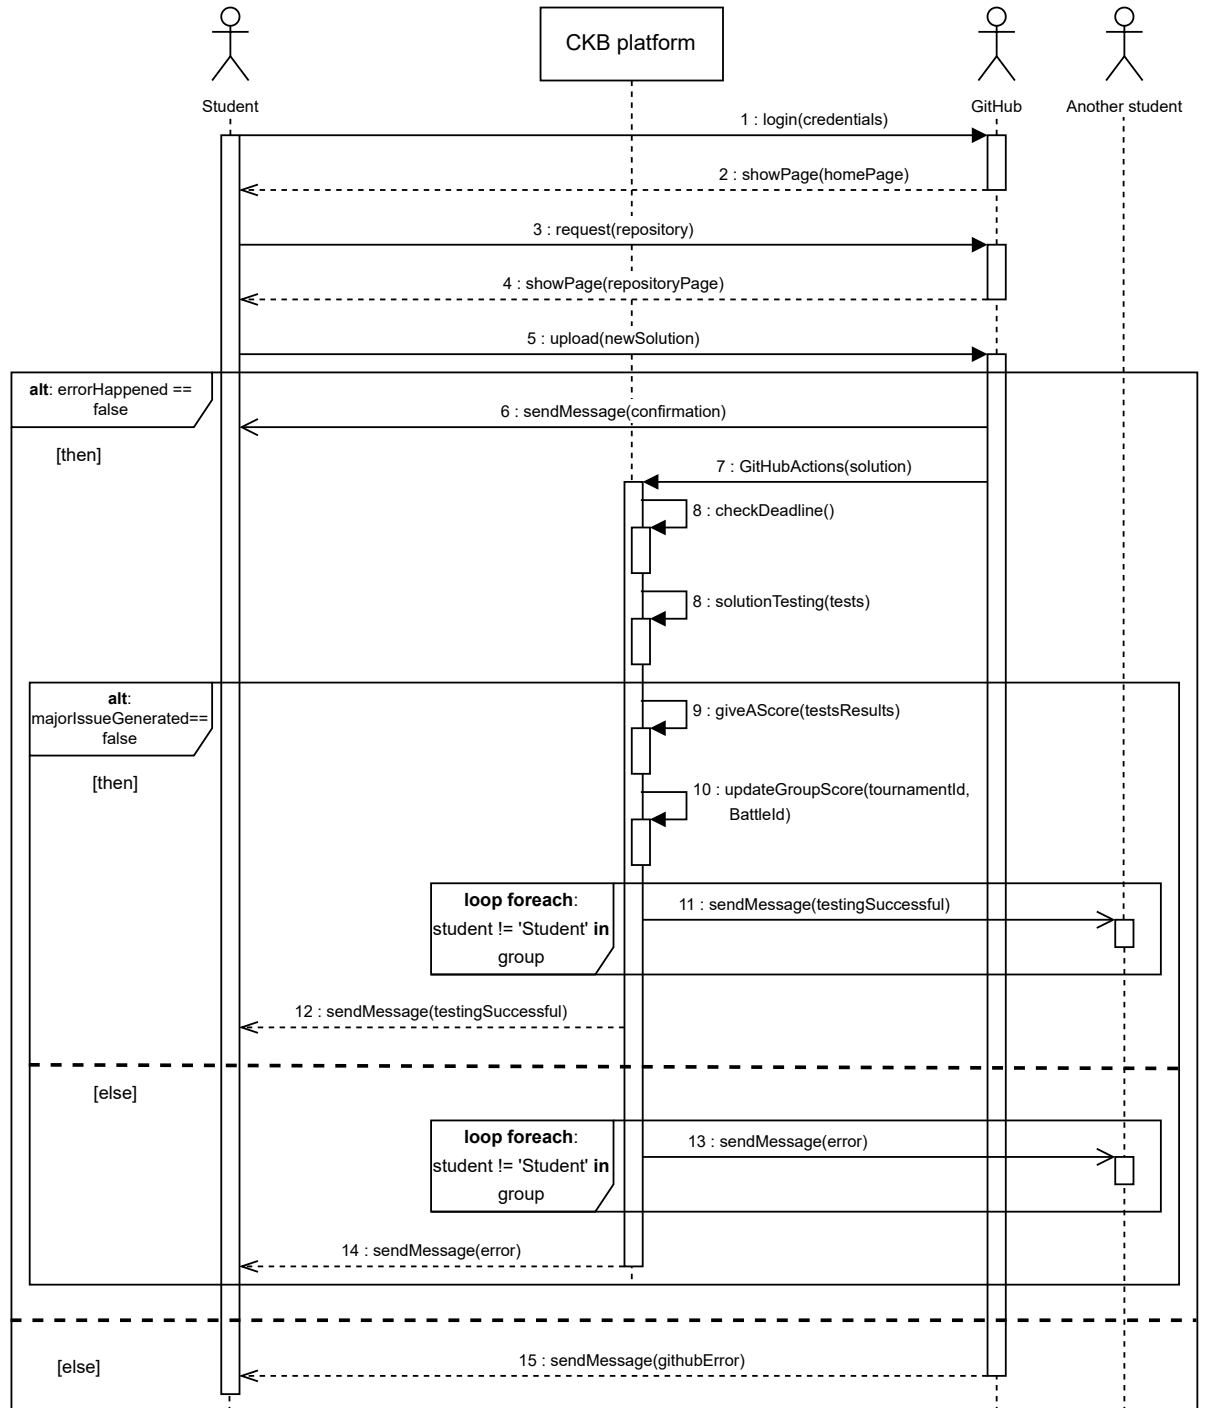 CKB platform
Student
GitHub
Another student
1 : login(credentials)
2 : showPage(homePage)
3 : request(repository)
4 : showPage(repositoryPage)
5 : upload(newSolution)
alt: errorHappened ==
false
6 : sendMessage(confirmation)
[then]
7 : GitHubActions(solution)
8 : checkDeadline()
8 : solutionTesting(tests)
alt:
majorIssueGenerated==
false
9 : giveAScore(testsResults)
[then]
10 : updateGroupScore(tournamentId,
BattleId)
loop foreach:
student != 'Student' in
group
11 : sendMessage(testingSuccessful)
12 : sendMessage(testingSuccessful)
[else]
loop foreach:
student != 'Student' in
group
13 : sendMessage(error)
14 : sendMessage(error)
[else]
15 : sendMessage(githubError)